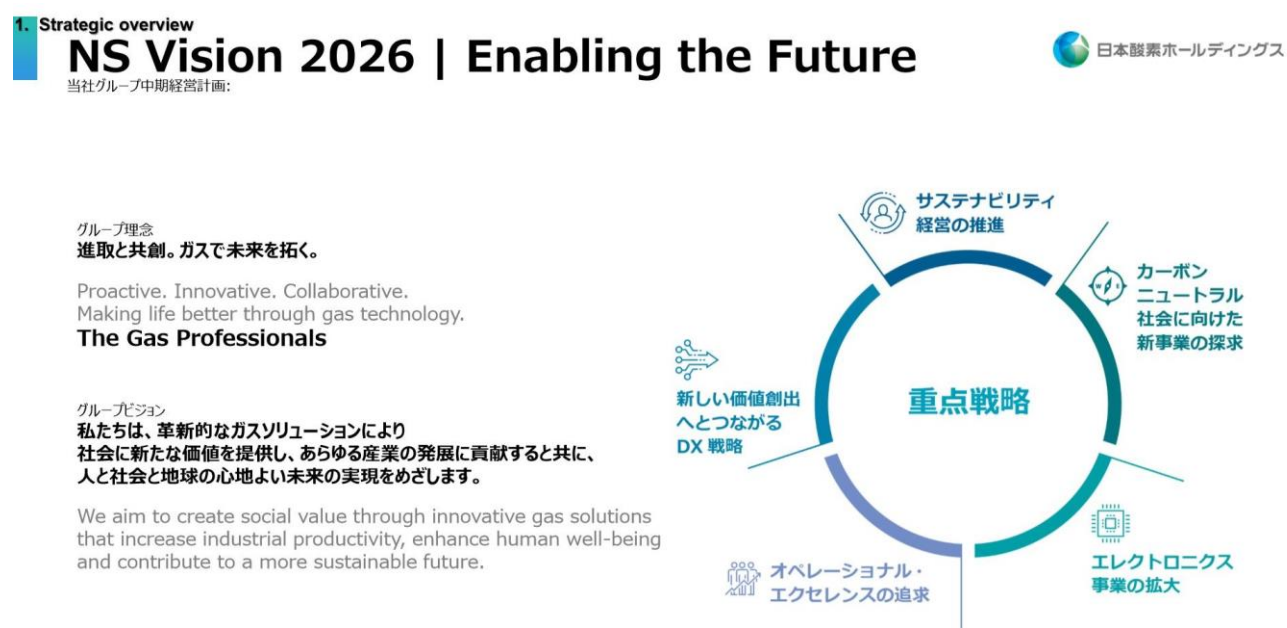 1. Strategic overview
NS Vision 2026 | Enabling the Future
当社グループ中期経営計画:
日本酸素ホールディングス
グループ理念
進取と共創。ガスで未来を拓く。
Proactive. Innovative. Collaborative.
Making life better through gas technology.
The Gas Professionals
グループビジョン
私たちは、革新的なガスソリューションにより
社会に新たな価値を提供し、あらゆる産業の発展に貢献すると共に、
人と社会と地球の心地よい未来の実現をめざします。
We aim to create social value through innovative gas solutions
that increase industrial productivity, enhance human well-being
and contribute to a more sustainable future.
サステナビリティ
経営の推進
カーボン
ニュートラル
社会に向けた
新事業の探求
重点戦略
新しい価値創出
へとつながる
DX 戦略
エレクトロニクス
事業の拡大
オペレーショナル・
エクセレンスの追求